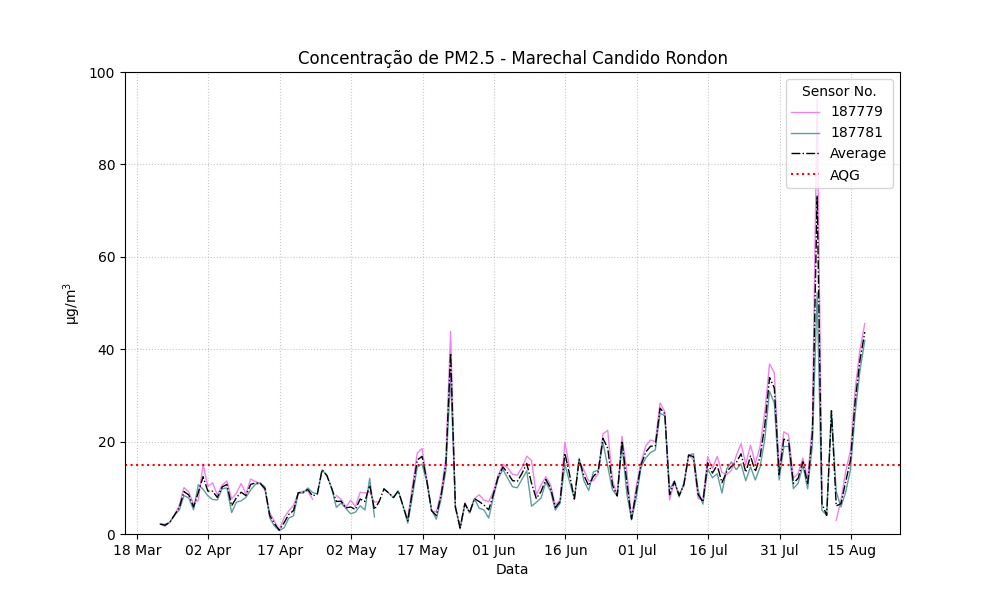 Concentração de PM2.5 - Marechal Candido Rondon
100
80
60
40
20
0
µg/m³
Sensor No.
187779
187781
Average
AQG
18 Mar 02 Apr 17 Apr 02 May 17 May 01 Jun 16 Jun 01 Jul 16 Jul 31 Jul 15 Aug
Data